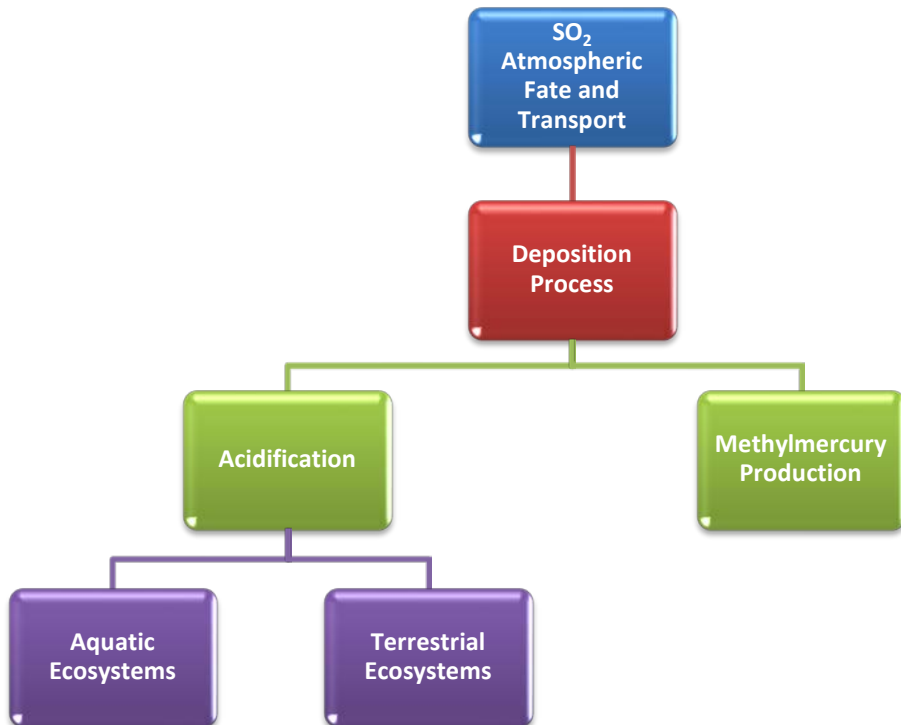 SO₂
Atmospheric
Fate and
Transport
Deposition
Process
Acidification
Methylmercury
Production
Aquatic
Ecosystems
Terrestrial
Ecosystems